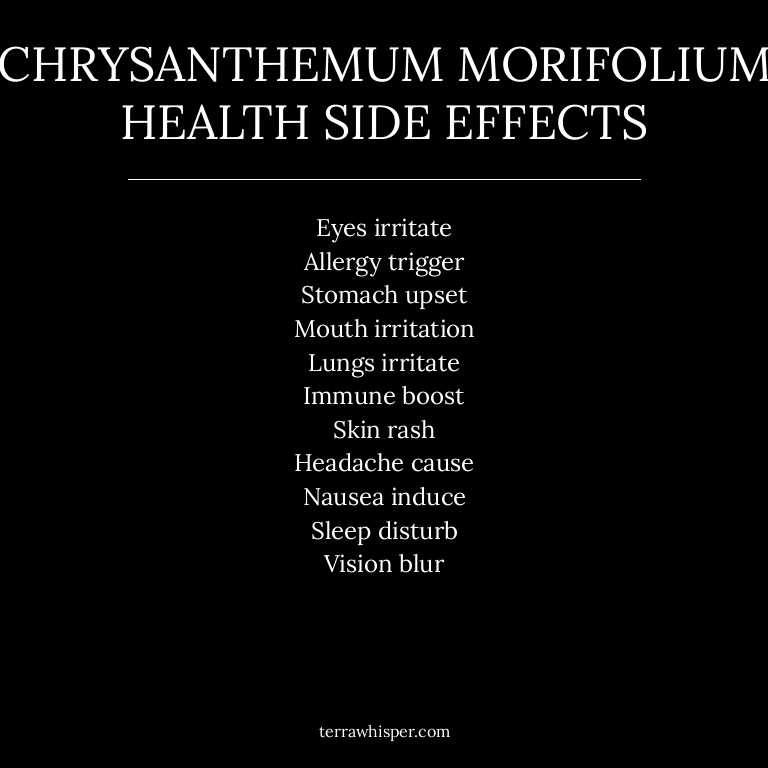 CHRYSANTHEMUM MORIFOLIUM
HEALTH SIDE EFFECTS
Eyes irritate
Allergy trigger
Stomach upset
Mouth irritation
Lungs irritate
Immune boost
Skin rash
Headache cause
Nausea induce
Sleep disturb
Vision blur
terrawhisper.com